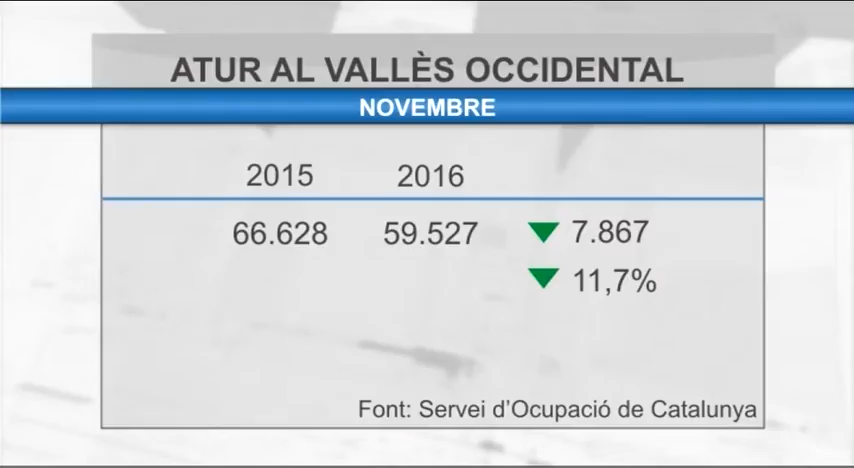 ATUR AL VALLÈS OCCIDENTAL
NOVEMBRE
2015 2016
66.628 59.527 7.867
11,7%
Font: Servei d'Ocupació de Catalunya